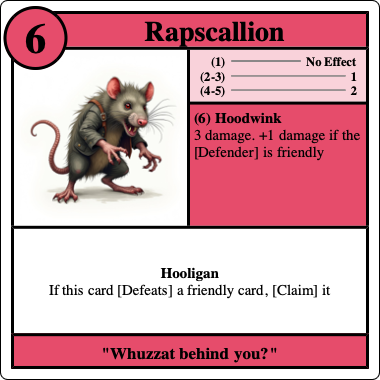 6
Rapscallion
(1) No Effect
(2-3) 1
(4-5) 2
(6) Hoodwink
3 damage. +1 damage if the
[Defender] is friendly
Hooligan
If this card [Defeats] a friendly card, [Claim] it
"Whuzzat behind you?"